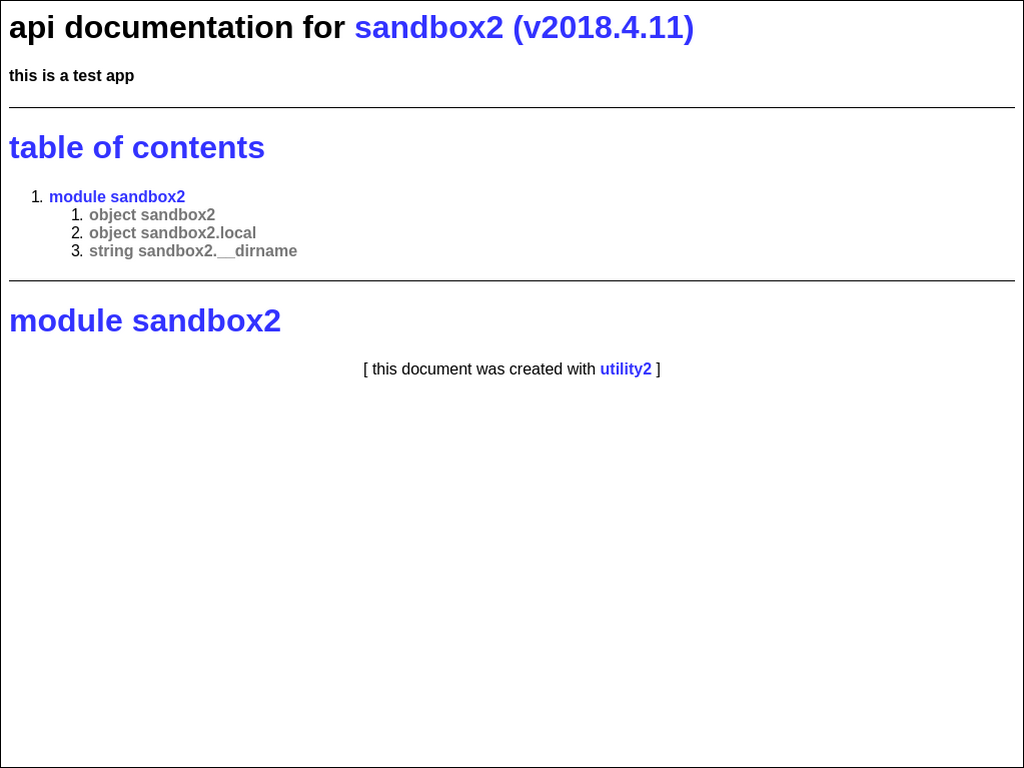 api documentation for sandbox2 (v2018.4.11)
this is a test app
table of contents
1. module sandbox2
1. object sandbox2
2. object sandbox2.local
3. string sandbox2.__dirname
module sandbox2
[ this document was created with utility2 ]